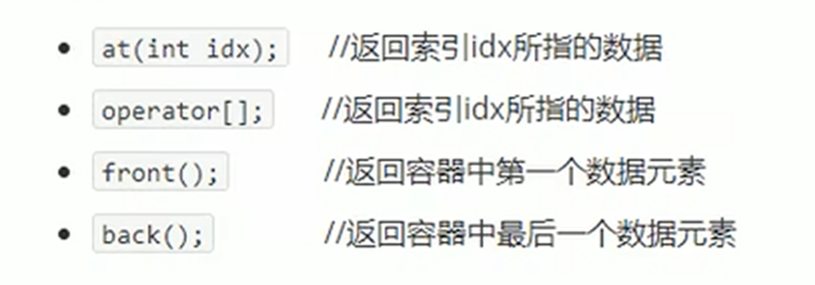 at(int idx); //返回索引idx所指的数据
operator[]; //返回索引idx所指的数据
front(); //返回容器中第一个数据元素
back(); //返回容器中最后一个数据元素